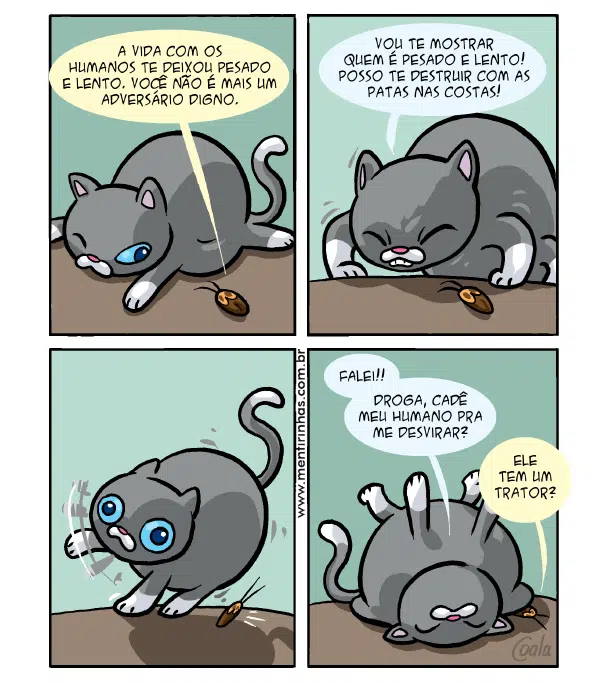 A VIDA COM OS
HUMANOS TE DEIXOU PESADO
E LENTO. VOCÊ NÃO É MAIS UM
ADVERSÁRIO DIGNO.
VOU TE MOSTRAR
QUEM É PESADO E LENTO!
POSSO TE DESTRUIR COM AS
PATAS NAS COSTAS!
www.mentirinhas.com.br
FALEI!!
DROGA, CADÊ
MEU HUMANO PRA
ME DESVIRAR?
ELE
TEM UM
TRATOR?
Coala